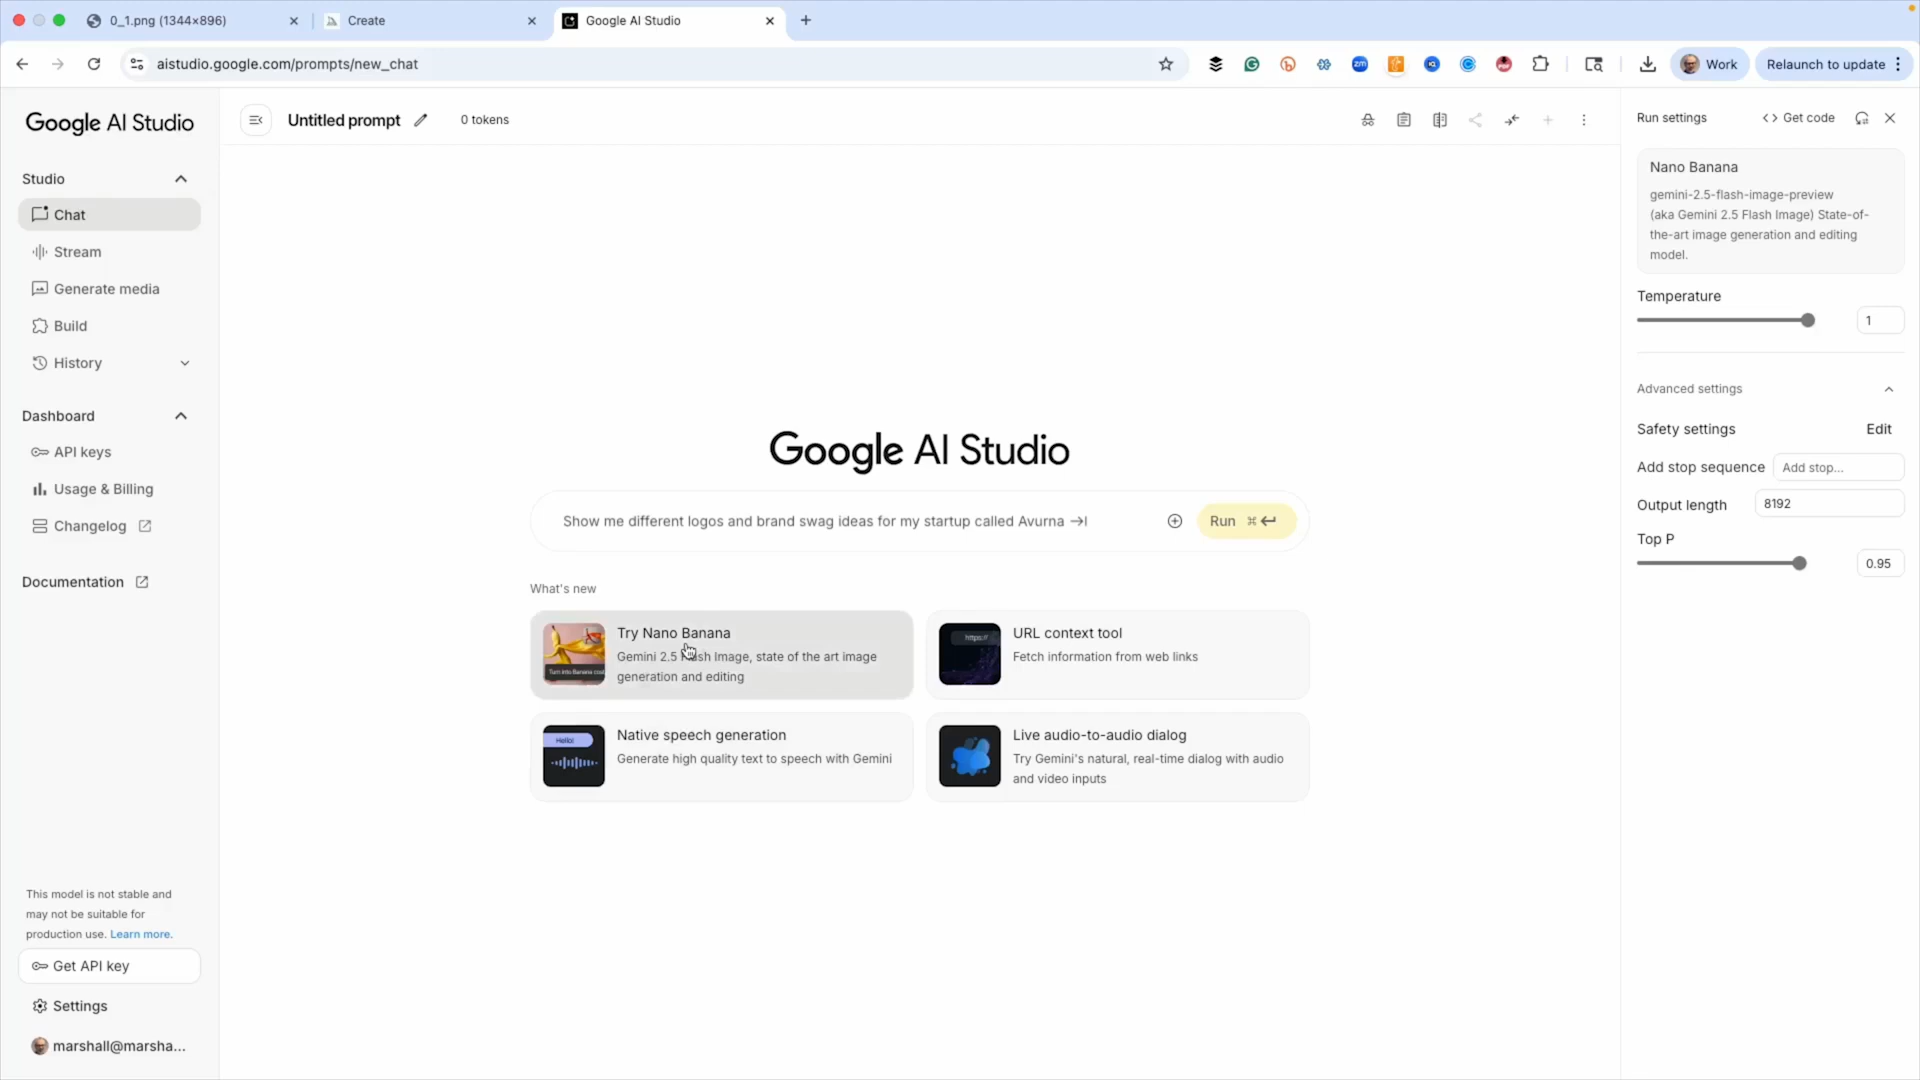 0_1.png (1344×896)
Create
Google AI Studio
aistudio.google.com/prompts/new_chat
Work
Relaunch to update
Google AI Studio
Studio
Chat
Stream
Generate media
Build
History
Dashboard
API keys
Usage & Billing
Changelog
Documentation
This model is not stable and
may not be suitable for
production use. Learn more.
Get API key
Settings
marshall@marsha...
Untitled prompt
0 tokens
Google AI Studio
Show me different logos and brand swag ideas for my startup called Avurna
Run ⌘
What's new
Try Nano Banana
Gemini 2.5 Flash Image, state of the art image
generation and editing
Turn into Banana
URL context tool
Fetch information from web links
https://
Native speech generation
Generate high quality text to speech with Gemini
Hello!
Live audio-to-audio dialog
Try Gemini's natural, real-time dialog with audio
and video inputs
Run settings
<> Get code
Nano Banana
gemini-2.5-flash-image-preview
(aka Gemini 2.5 Flash Image) State-of-
the-art image generation and editing
model.
Temperature
1
Advanced settings
Safety settings
Edit
Add stop sequence
Add stop...
Output length
8192
Top P
0.95